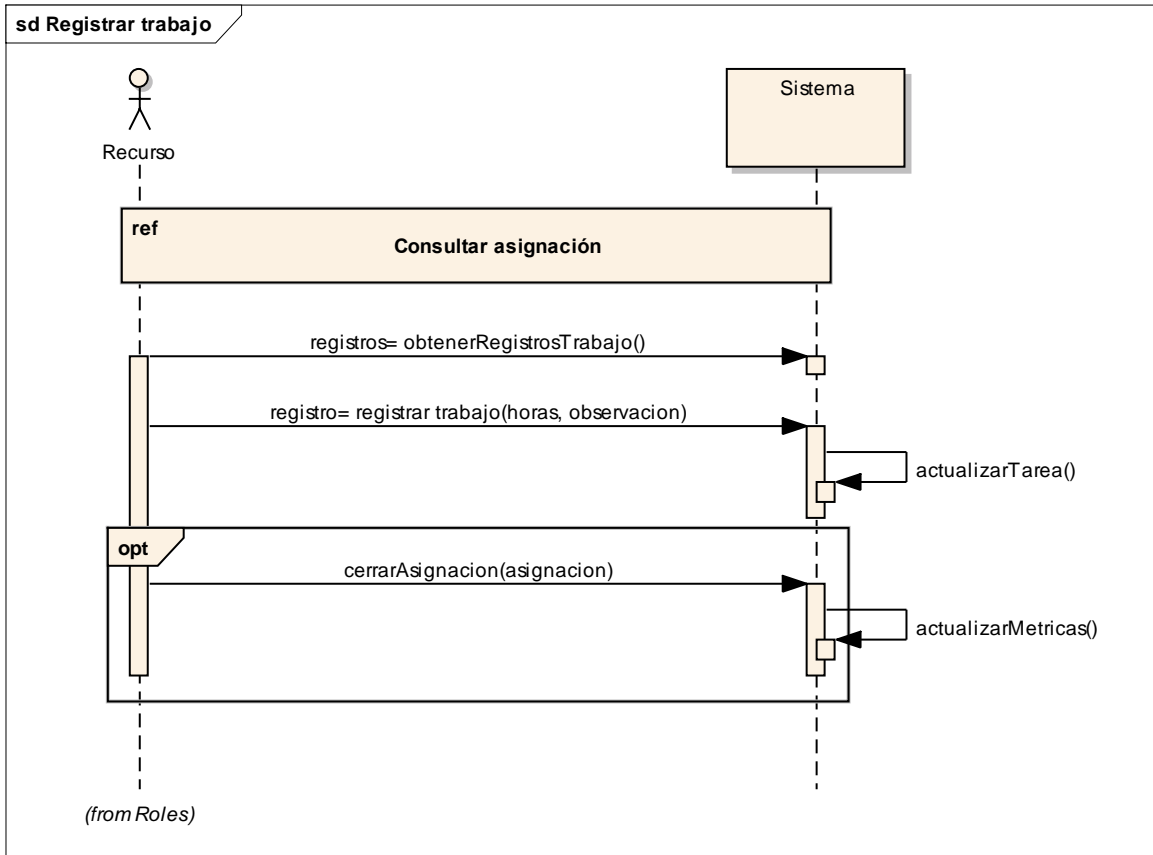 sd Registrar trabajo
Recurso
Sistema
ref
Consultar asignación
registros= obtenerRegistrosTrabajo()
registro= registrar trabajo(horas, observacion)
actualizarTarea()
opt
cerrarAsignacion(asignacion)
actualizarMetricas()
(from Roles)